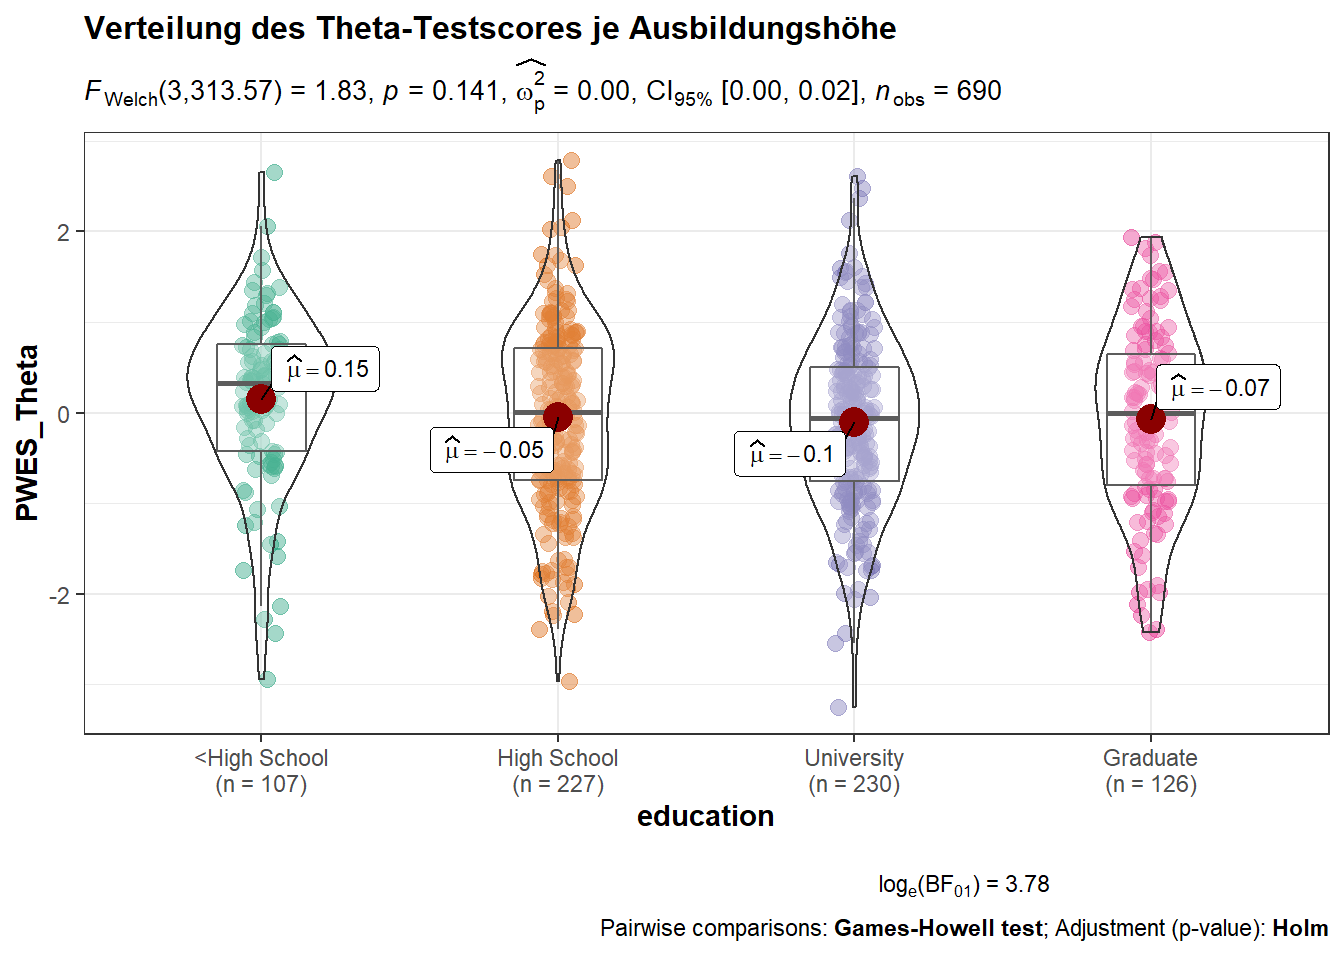 Verteilung des Theta-Testscores je Ausbildungshöhe
F_Welch(3,313.57) = 1.83, p = 0.141, ω̂²_p = 0.00, CI_95% [0.00, 0.02], n_obs = 690
PWES_Theta
2
0
-2
μ̂ = 0.15
μ̂ = −0.05
μ̂ = −0.1
μ̂ = −0.07
<High School
(n = 107)
High School
(n = 227)
University
(n = 230)
Graduate
(n = 126)
education
log_e(BF_01) = 3.78
Pairwise comparisons: Games-Howell test; Adjustment (p-value): Holm